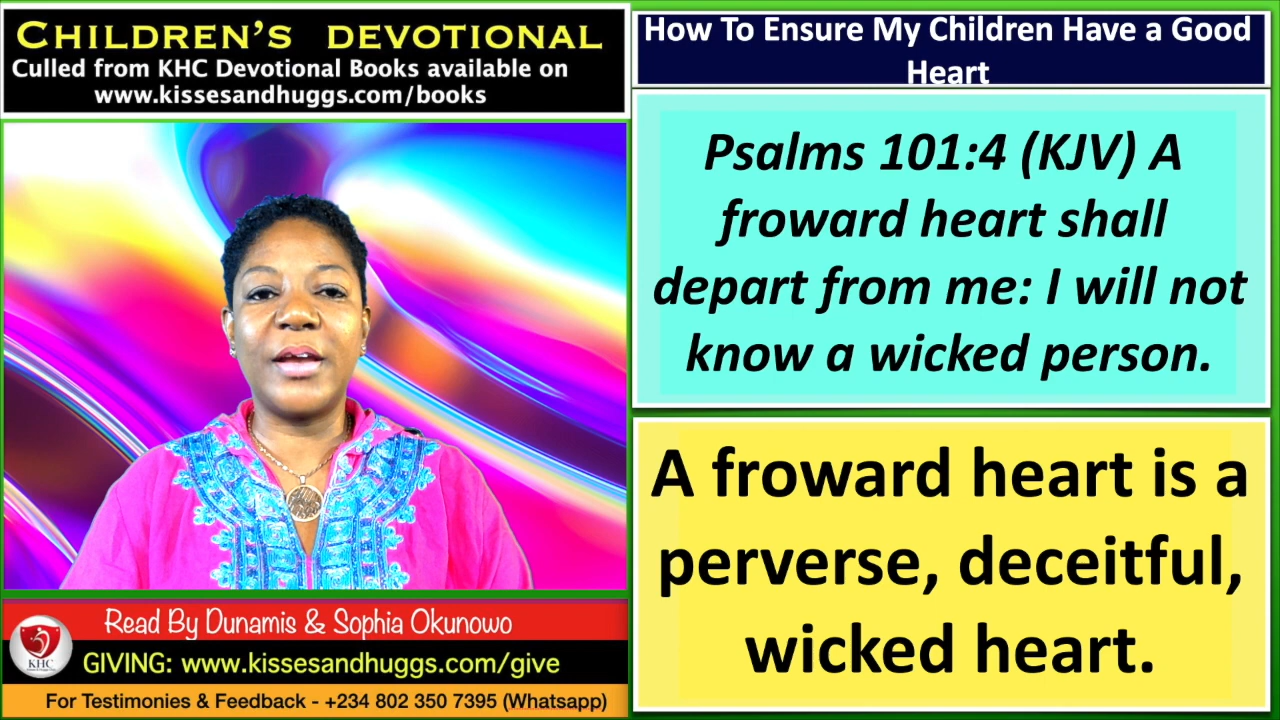 CHILDREN'S DEVOTIONAL
Culled from KHC Devotional Books available on
www.kissesandhuggs.com/books
How To Ensure My Children Have a Good
Heart
Psalms 101:4 (KJV) A
froward heart shall
depart from me: I will not
know a wicked person.
A froward heart is a
perverse, deceitful,
wicked heart.
Read By Dunamis & Sophia Okunowo
KHC
GIVING: www.kissesandhuggs.com/give
For Testimonies & Feedback - +234 802 350 7395 (Whatsapp)